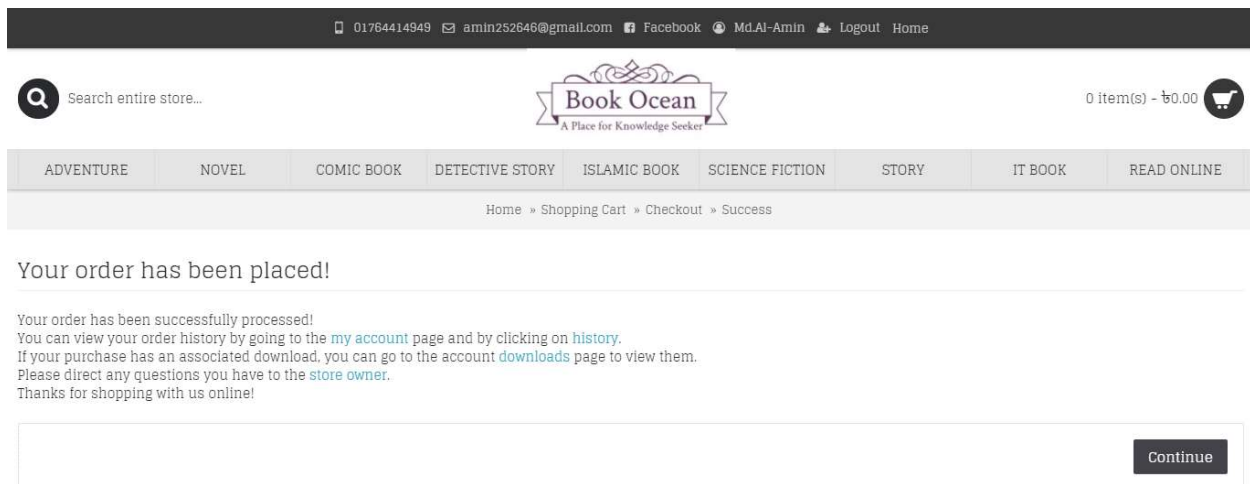 01764414949 amin252646@gmail.com Facebook Md.Al-Amin Logout Home
Search entire store...
Book Ocean
A Place for Knowledge Seeker
0 item(s) - ৳0.00
ADVENTURE NOVEL COMIC BOOK DETECTIVE STORY ISLAMIC BOOK SCIENCE FICTION STORY IT BOOK READ ONLINE
Home » Shopping Cart » Checkout » Success
Your order has been placed!
Your order has been successfully processed!
You can view your order history by going to the my account page and by clicking on history.
If your purchase has an associated download, you can go to the account downloads page to view them.
Please direct any questions you have to the store owner.
Thanks for shopping with us online!
Continue